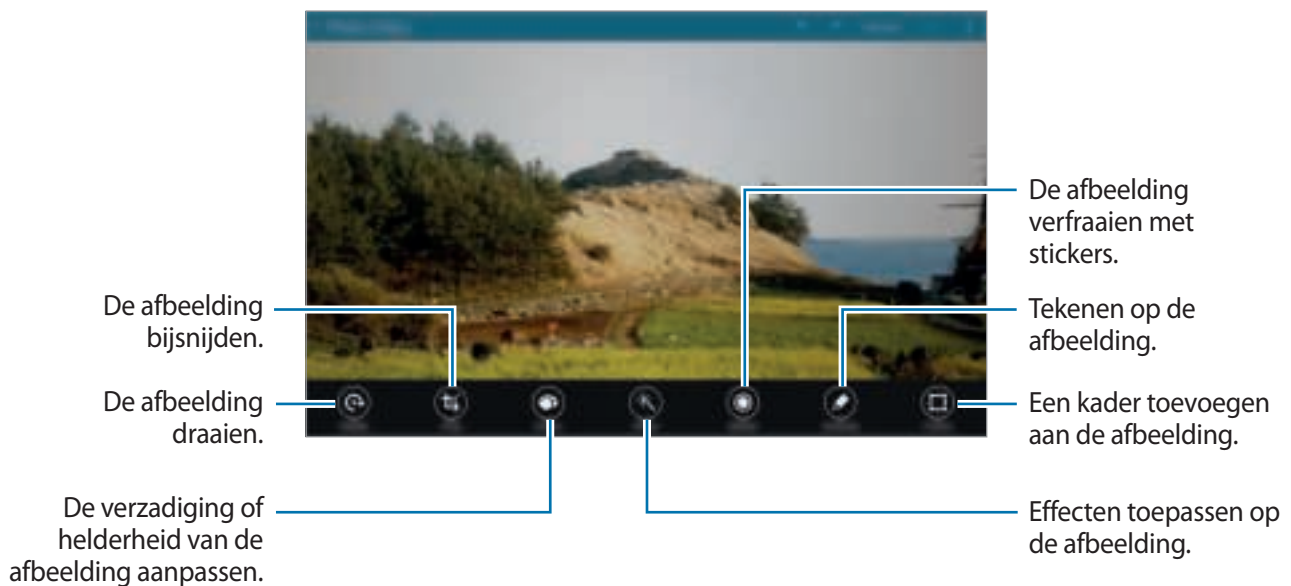 De afbeelding
verfraaien met
stickers.
De afbeelding
bijsnijden.
Tekenen op de
afbeelding.
De afbeelding
draaien.
Een kader toevoegen
aan de afbeelding.
De verzadiging of
helderheid van de
afbeelding aanpassen.
Effecten toepassen op
de afbeelding.